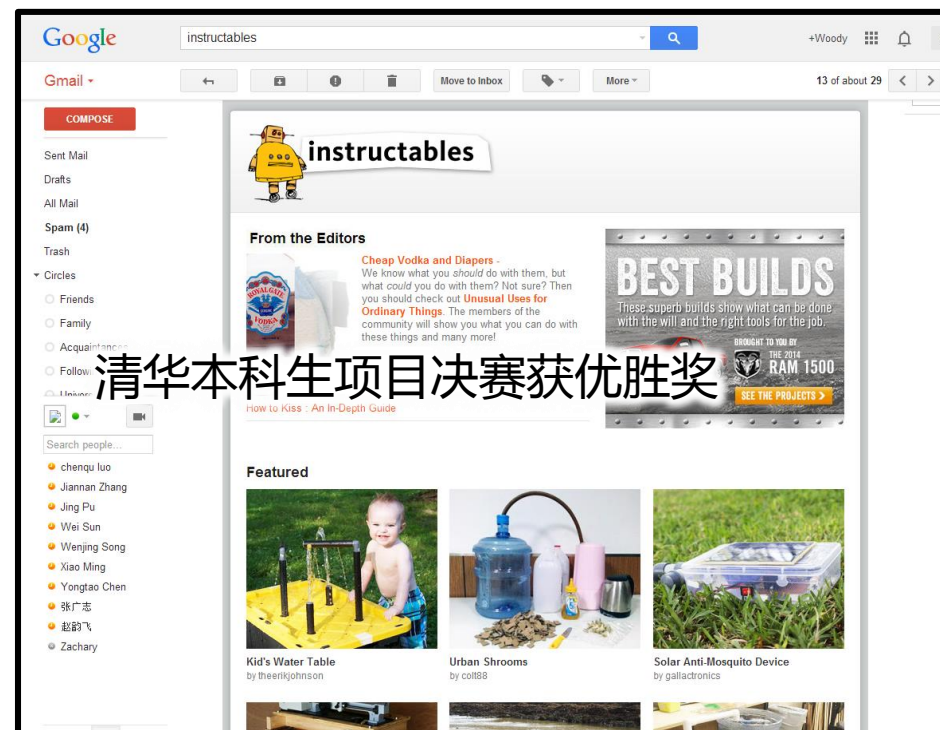 Google
instructables
+Woody
Gmail
Move to Inbox
More
13 of about 29
COMPOSE
Sent Mail
Drafts
All Mail
Spam (4)
Trash
Circles
Friends
Family
Acquaintances
Follow
Search people...
chenqu luo
Jiannan Zhang
Jing Pu
Wei Sun
Wenjing Song
Xiao Ming
Yongtao Chen
张广志
赵韵飞
Zachary
instructables
From the Editors
Cheap Vodka and Diapers -
We know what you should do with them, but
what could you do with them? Not sure? Then
you should check out Unusual Uses for
Ordinary Things. The members of the
community will show you what you can do with
these things and many more!
ROYAL GATE
VODKA
BEST BUILDS
These superb builds show what can be done
with the will and the right tools for the job.
BROUGHT TO YOU BY
THE 2014
RAM 1500
SEE THE PROJECTS >
清华本科生项目决赛获优胜奖
How to Kiss : An In-Depth Guide
Featured
Kid's Water Table
by theerikjohnson
Urban Shrooms
by colt88
Solar Anti-Mosquito Device
by gallactronics